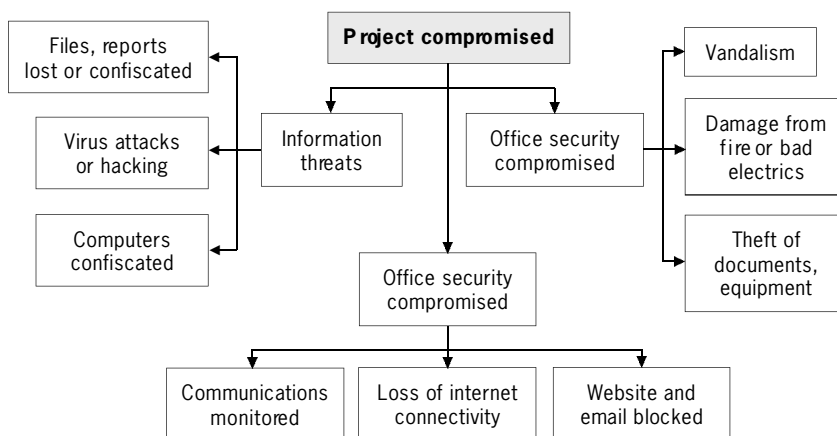 Project compromised
Files, reports
lost or confiscated
Virus attacks
or hacking
Computers
confiscated
Information
threats
Office security
compromised
Vandalism
Damage from
fire or bad
electrics
Theft of
documents,
equipment
Office security
compromised
Communications
monitored
Loss of internet
connectivity
Website and
email blocked